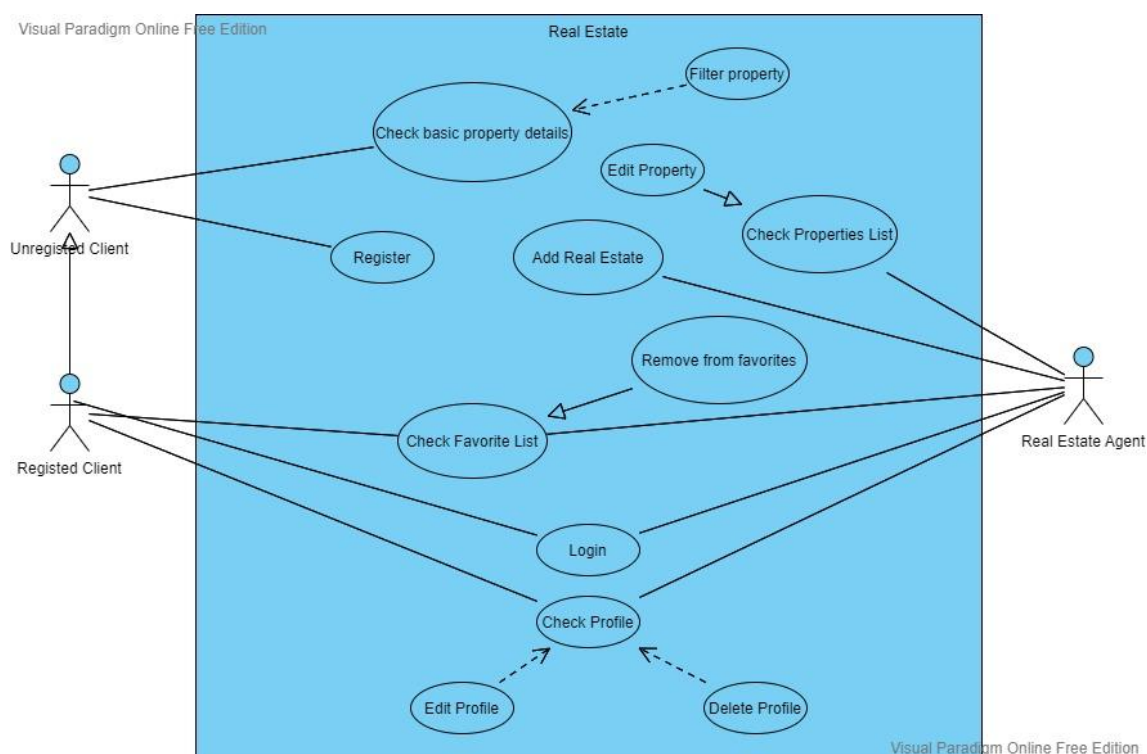 Visual Paradigm Online Free Edition
Real Estate
Filter property
Check basic property details
Edit Property
Unregisted Client
Register
Add Real Estate
Check Properties List
Remove from favorites
Check Favorite List
Registed Client
Real Estate Agent
Login
Check Profile
Edit Profile
Delete Profile
Visual Paradigm Online Free Edition